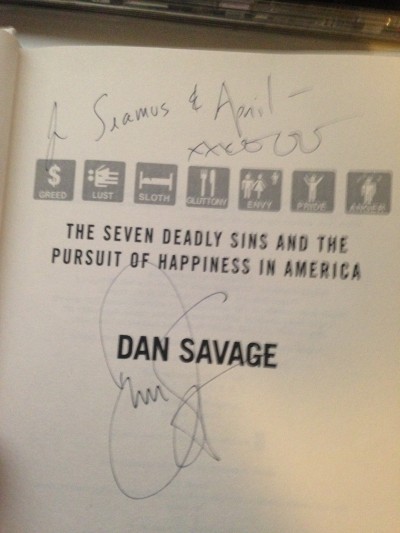 Seamus & April –
xxxooo
GREED LUST SLOTH GLUTTONY ENVY PRIDE ANGER
THE SEVEN DEADLY SINS AND THE
PURSUIT OF HAPPINESS IN AMERICA
DAN SAVAGE